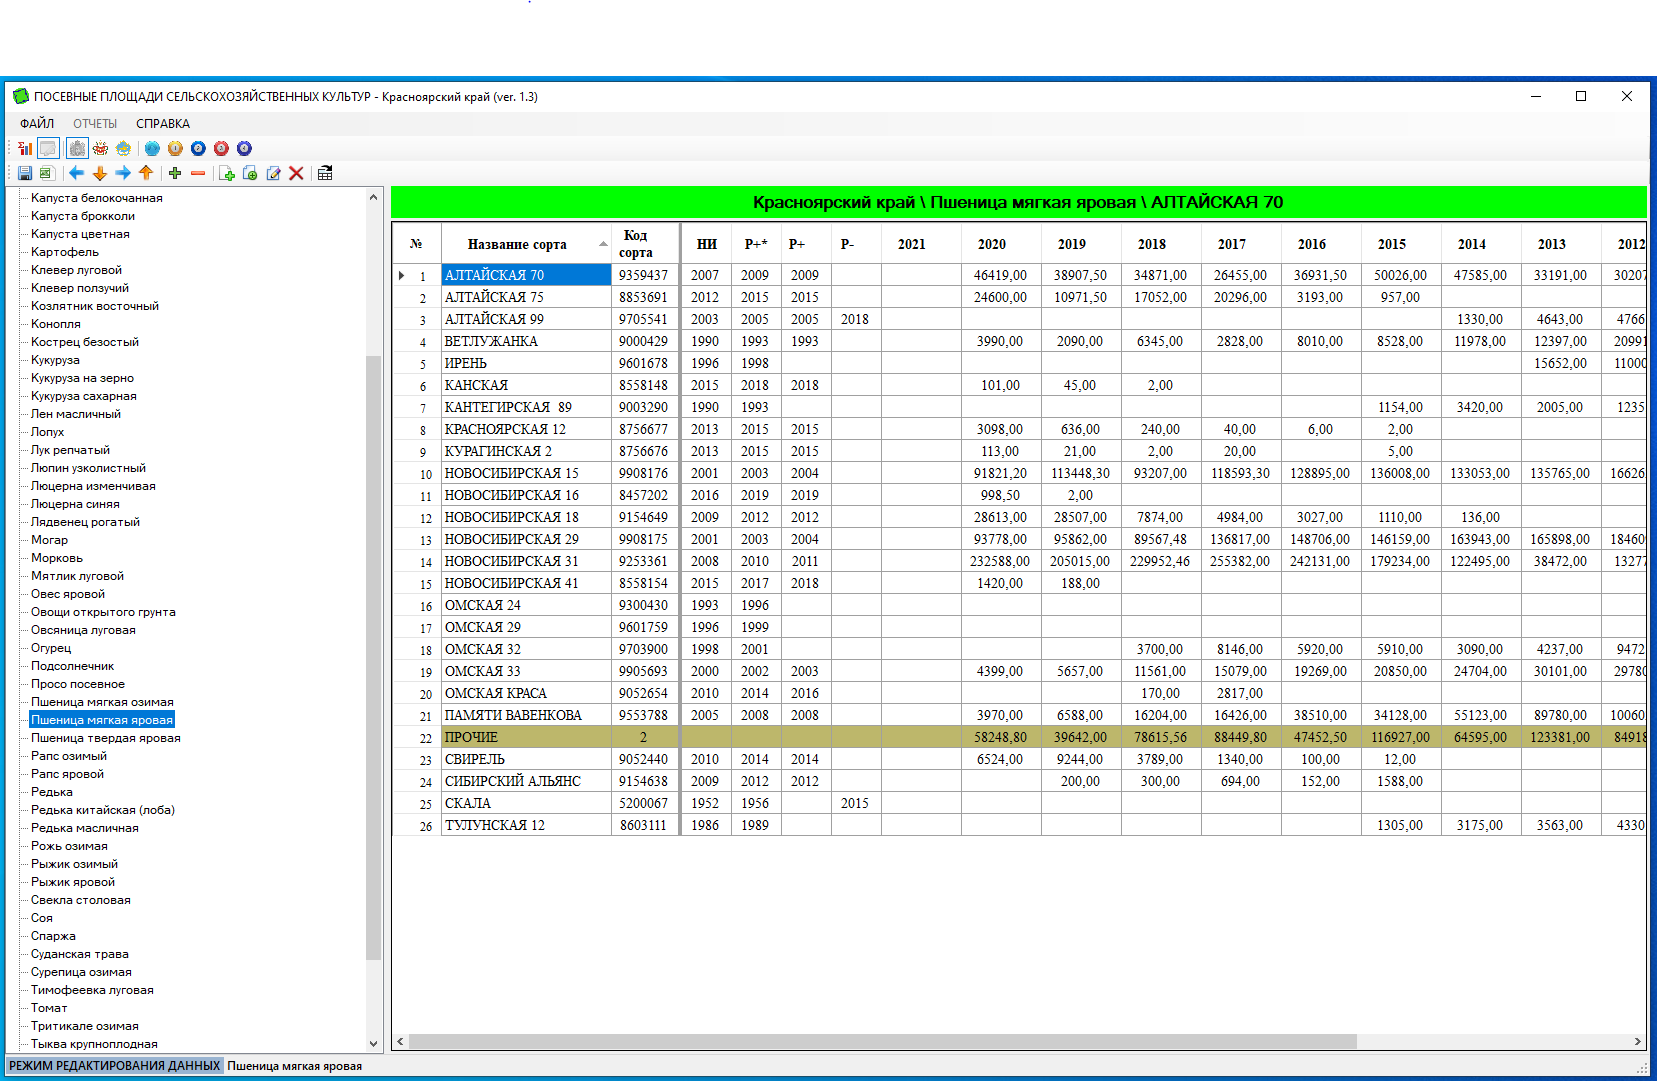 ПОСЕВНЫЕ ПЛОЩАДИ СЕЛЬСКОХОЗЯЙСТВЕННЫХ КУЛЬТУР - Красноярский край (ver. 1.3)
ФАЙЛ ОТЧЕТЫ СПРАВКА
Капуста белокочанная
Капуста брокколи
Капуста цветная
Картофель
Клевер луговой
Клевер ползучий
Козлятник восточный
Конопля
Кострец безостый
Кукуруза
Кукуруза на зерно
Кукуруза сахарная
Лен масличный
Лопух
Лук репчатый
Люпин узколистный
Люцерна изменчивая
Люцерна синяя
Лядвенец рогатый
Могар
Морковь
Мятлик луговой
Овес яровой
Овощи открытого грунта
Овсяница луговая
Огурец
Подсолнечник
Просо посевное
Пшеница мягкая озимая
Пшеница мягкая яровая
Пшеница твердая яровая
Рапс озимый
Рапс яровой
Редька
Редька китайская (лоба)
Редька масличная
Рожь озимая
Рыжик озимый
Рыжик яровой
Свекла столовая
Соя
Спаржа
Суданская трава
Сурепица озимая
Тимофеевка луговая
Томат
Тритикале озимая
Тыква крупноплодная
Красноярский край \ Пшеница мягкая яровая \ АЛТАЙСКАЯ 70
№ Название сорта Код сорта НИ Р+* Р+ Р- 2021 2020 2019 2018 2017 2016 2015 2014 2013 2012
1 АЛТАЙСКАЯ 70 9359437 2007 2009 2009 46419,00 38907,50 34871,00 26455,00 36931,50 50026,00 47585,00 33191,00 30207
2 АЛТАЙСКАЯ 75 8853691 2012 2015 2015 24600,00 10971,50 17052,00 20296,00 3193,00 957,00
3 АЛТАЙСКАЯ 99 9705541 2003 2005 2005 2018 1330,00 4643,00 4766
4 ВЕТЛУЖАНКА 9000429 1990 1993 1993 3990,00 2090,00 6345,00 2828,00 8010,00 8528,00 11978,00 12397,00 20991
5 ИРЕНЬ 9601678 1996 1998 15652,00 11000
6 КАНСКАЯ 8558148 2015 2018 2018 101,00 45,00 2,00
7 КАНТЕГИРСКАЯ 89 9003290 1990 1993 1154,00 3420,00 2005,00 1235
8 КРАСНОЯРСКАЯ 12 8756677 2013 2015 2015 3098,00 636,00 240,00 40,00 6,00 2,00
9 КУРАГИНСКАЯ 2 8756676 2013 2015 2015 113,00 21,00 2,00 20,00 5,00
10 НОВОСИБИРСКАЯ 15 9908176 2001 2003 2004 91821,20 113448,30 93207,00 118593,30 128895,00 136008,00 133053,00 135765,00 16626
11 НОВОСИБИРСКАЯ 16 8457202 2016 2019 2019 998,50 2,00
12 НОВОСИБИРСКАЯ 18 9154649 2009 2012 2012 28613,00 28507,00 7874,00 4984,00 3027,00 1110,00 136,00
13 НОВОСИБИРСКАЯ 29 9908175 2001 2003 2004 93778,00 95862,00 89567,48 136817,00 148706,00 146159,00 163943,00 165898,00 18460
14 НОВОСИБИРСКАЯ 31 9253361 2008 2010 2011 232588,00 205015,00 229952,46 255382,00 242131,00 179234,00 122495,00 38472,00 13277
15 НОВОСИБИРСКАЯ 41 8558154 2015 2017 2018 1420,00 188,00
16 ОМСКАЯ 24 9300430 1993 1996
17 ОМСКАЯ 29 9601759 1996 1999
18 ОМСКАЯ 32 9703900 1998 2001 3700,00 8146,00 5920,00 5910,00 3090,00 4237,00 9472
19 ОМСКАЯ 33 9905693 2000 2002 2003 4399,00 5657,00 11561,00 15079,00 19269,00 20850,00 24704,00 30101,00 29780
20 ОМСКАЯ КРАСА 9052654 2010 2014 2016 170,00 2817,00
21 ПАМЯТИ ВАВЕНКОВА 9553788 2005 2008 2008 3970,00 6588,00 16204,00 16426,00 38510,00 34128,00 55123,00 89780,00 10060
22 ПРОЧИЕ 2 58248,80 39642,00 78615,56 88449,80 47452,50 116927,00 64595,00 123381,00 84918
23 СВИРЕЛЬ 9052440 2010 2014 2014 6524,00 9244,00 3789,00 1340,00 100,00 12,00
24 СИБИРСКИЙ АЛЬЯНС 9154638 2009 2012 2012 200,00 300,00 694,00 152,00 1588,00
25 СКАЛА 5200067 1952 1956 2015
26 ТУЛУНСКАЯ 12 8603111 1986 1989 1305,00 3175,00 3563,00 4330
РЕЖИМ РЕДАКТИРОВАНИЯ ДАННЫХ Пшеница мягкая яровая